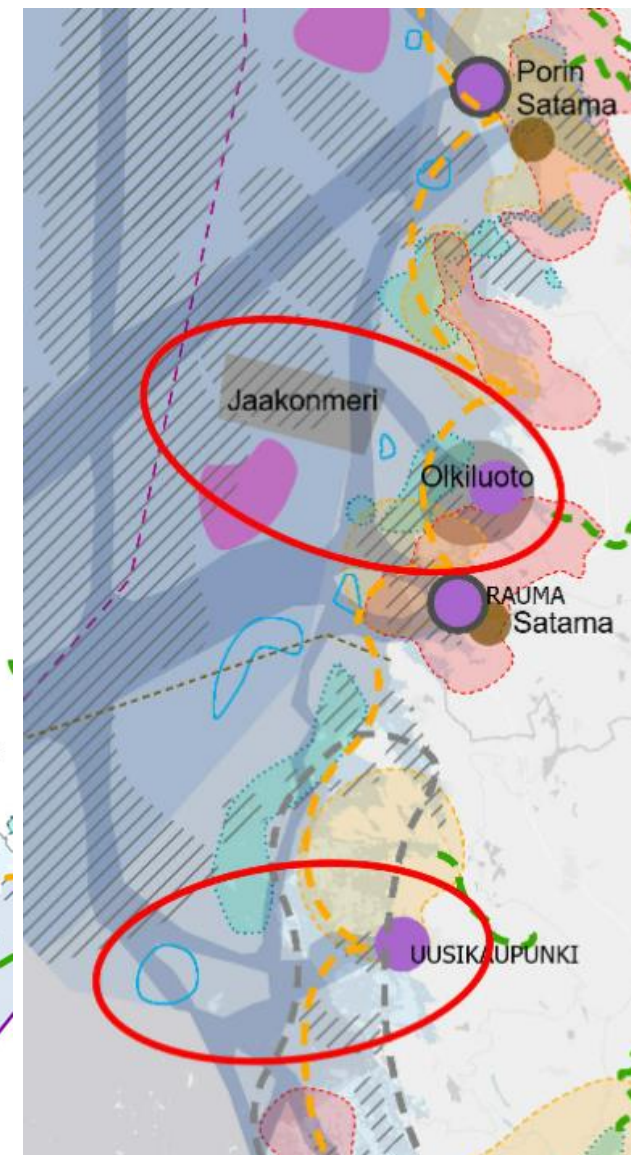 Porin
Satama
Jaakonmeri
Olkiluoto
RAUMA
Satama
UUSIKAUPUNKI